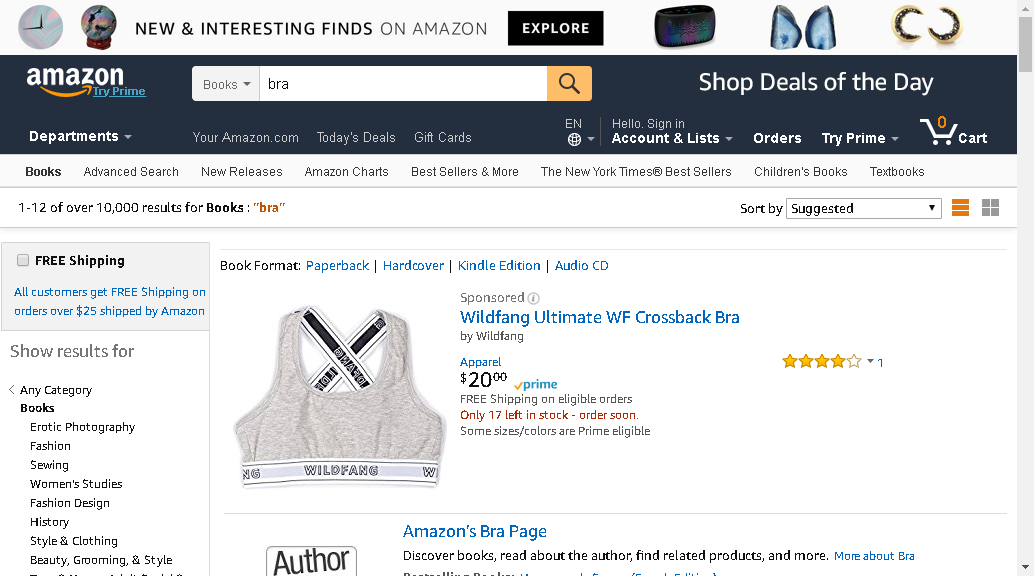 NEW & INTERESTING FINDS ON AMAZON
EXPLORE
amazon
Try Prime
Books
bra
Shop Deals of the Day
Departments
Your Amazon.com
Today's Deals
Gift Cards
EN
Hello. Sign in
Account & Lists
Orders
Try Prime
0
Cart
Books
Advanced Search
New Releases
Amazon Charts
Best Sellers & More
The New York Times® Best Sellers
Children's Books
Textbooks
1-12 of over 10,000 results for Books : "bra"
Sort by Suggested
FREE Shipping
All customers get FREE Shipping on
orders over $25 shipped by Amazon
Show results for
Any Category
Books
Erotic Photography
Fashion
Sewing
Women's Studies
Fashion Design
History
Style & Clothing
Beauty, Grooming, & Style
Book Format: Paperback | Hardcover | Kindle Edition | Audio CD
Sponsored
Wildfang Ultimate WF Crossback Bra
by Wildfang
Apparel
$20.00 prime
1
FREE Shipping on eligible orders
Only 17 left in stock - order soon.
Some sizes/colors are Prime eligible
NG WILDFANG W
Author
Amazon's Bra Page
Discover books, read about the author, find related products, and more. More about Bra